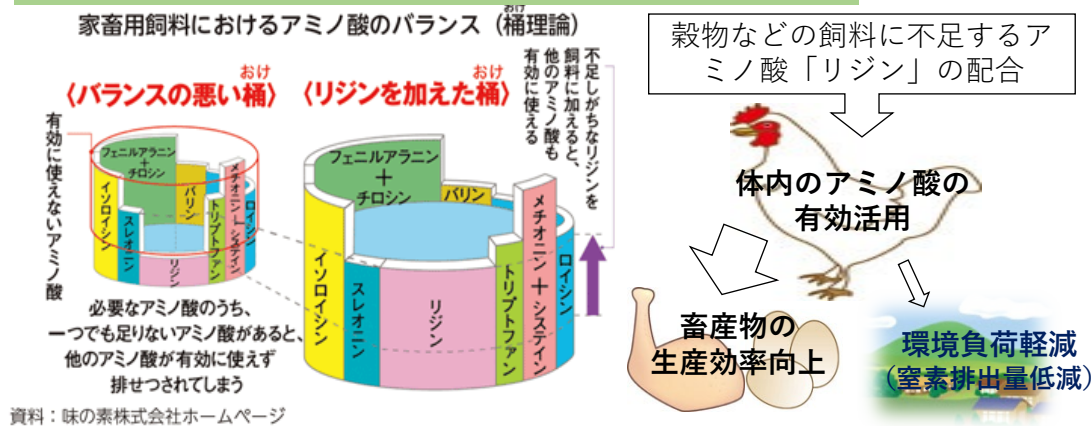 家畜用飼料におけるアミノ酸のバランス（桶理論）
おけ
〈バランスの悪い桶〉
おけ
有効に使えないアミノ酸
フェニルアラニン
＋
チロシン
イソロイシン
スレオニン
リジン
バリン
トリプトファン
メチオニン＋システイン
ロイシン
必要なアミノ酸のうち、
一つでも足りないアミノ酸があると、
他のアミノ酸が有効に使えず
排せつされてしまう
〈リジンを加えた桶〉
おけ
不足しがちなリジンを
飼料に加えると、
他のアミノ酸も
有効に使える
フェニルアラニン
＋
チロシン
バリン
イソロイシン
スレオニン
リジン
トリプトファン
メチオニン＋システイン
ロイシン
資料：味の素株式会社ホームページ
穀物などの飼料に不足するア
ミノ酸「リジン」の配合
体内のアミノ酸の
有効活用
畜産物の
生産効率向上
環境負荷軽減
（窒素排出量低減）